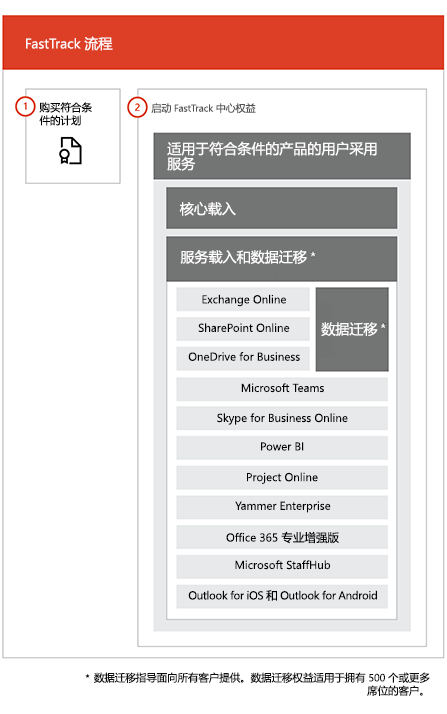 FastTrack 流程
1 购买符合条
件的计划
2 启动 FastTrack 中心权益
适用于符合条件的产品的用户采用
服务
核心载入
服务载入和数据迁移 *
Exchange Online
SharePoint Online
OneDrive for Business
数据迁移 *
Microsoft Teams
Skype for Business Online
Power BI
Project Online
Yammer Enterprise
Office 365 专业增强版
Microsoft StaffHub
Outlook for iOS 和 Outlook for Android
* 数据迁移指导面向所有客户提供。数据迁移权益适用于拥有 500 个或更多
席位的客户。